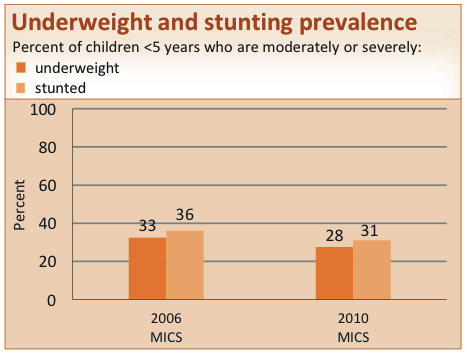 Underweight and stunting prevalence
Percent of children <5 years who are moderately or severely:
underweight
stunted
100
80
60
40
20
0
Percent
33
36
28
31
2006
MICS
2010
MICS